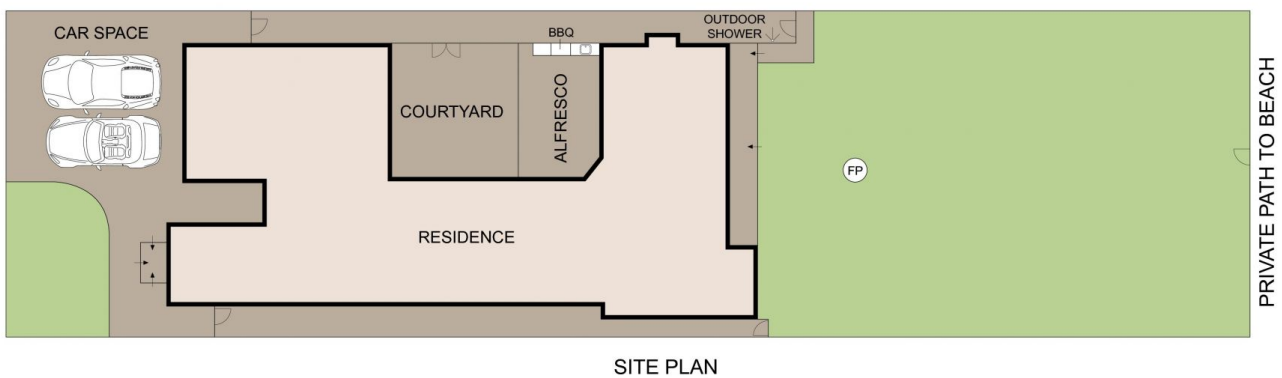 CAR SPACE
BBQ
OUTDOOR
SHOWER
COURTYARD
ALFRESCO
FP
RESIDENCE
PRIVATE PATH TO BEACH
SITE PLAN